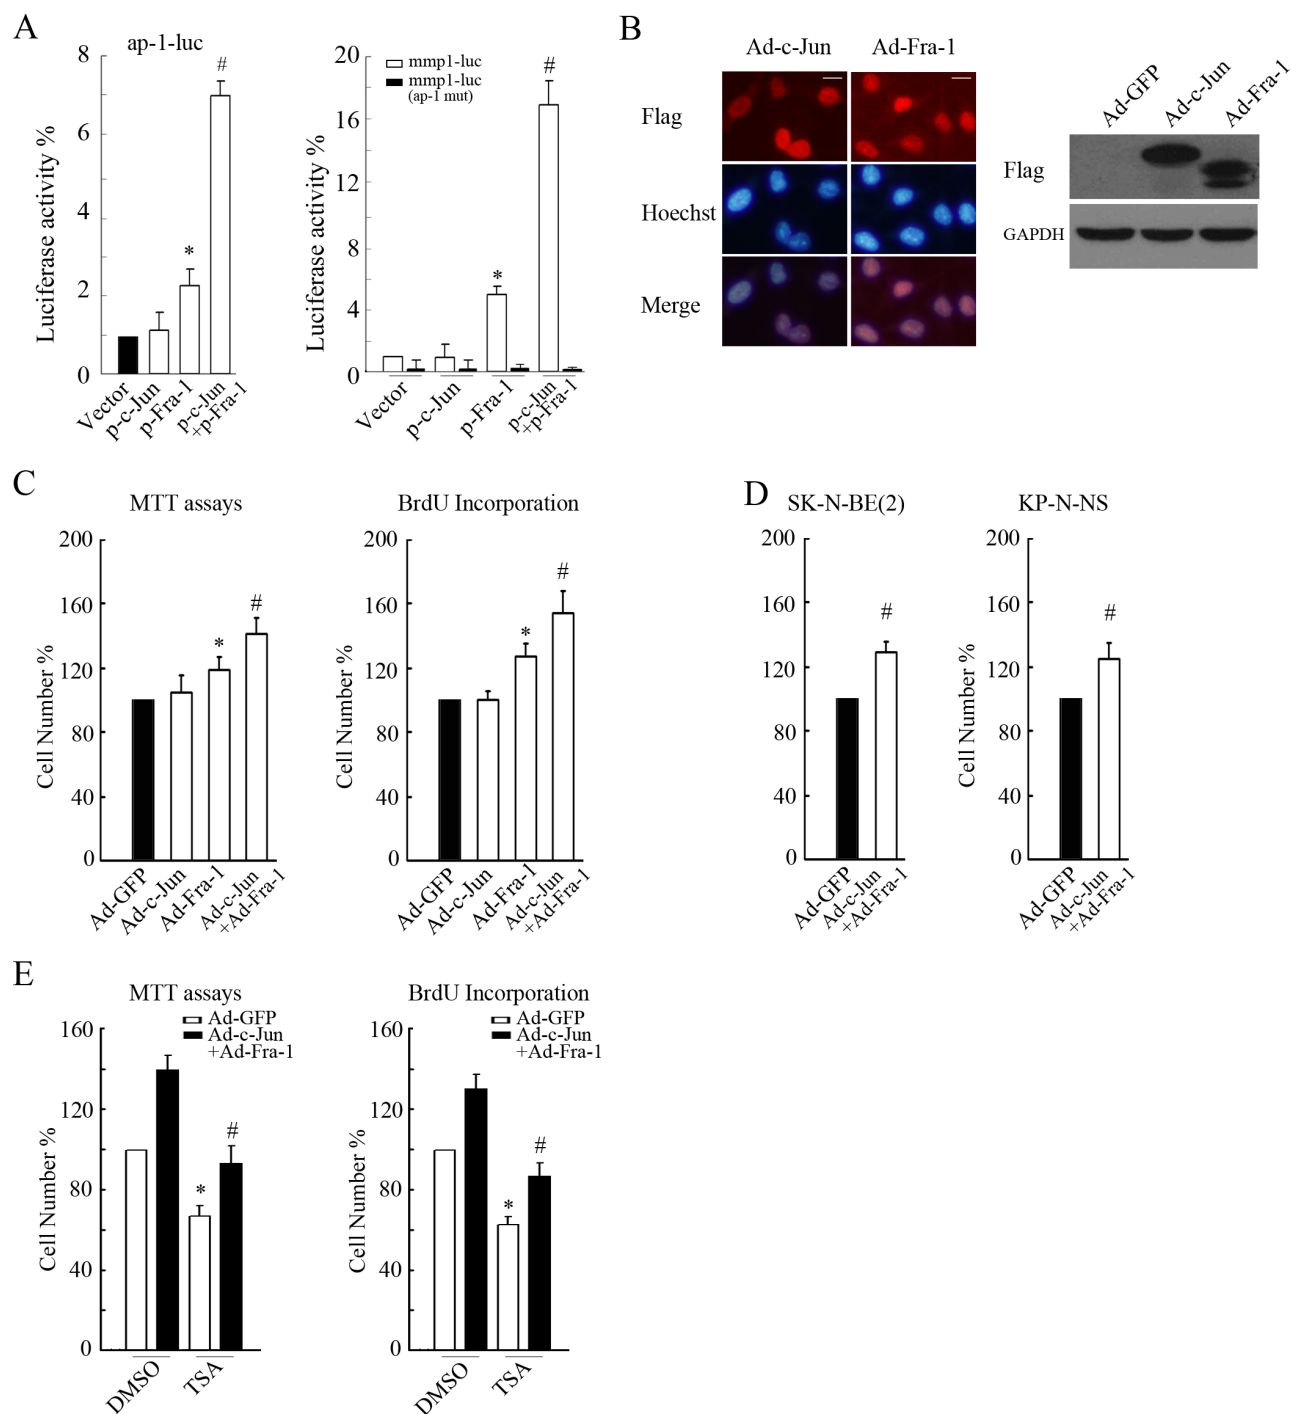 A
ap-1-luc
Luciferase activity %
8
6
4
2
0
#
*
Vector
p-c-Jun
p-Fra-1
p-c-Jun
+p-Fra-1
Luciferase activity %
20
16
12
8
4
0
mmp1-luc
mmp1-luc
(ap-1 mut)
#
*
Vector
p-c-Jun
p-Fra-1
p-c-Jun
+p-Fra-1
B
Ad-c-Jun
Ad-Fra-1
Flag
Hoechst
Merge
Ad-GFP
Ad-c-Jun
Ad-Fra-1
Flag
GAPDH
C
MTT assays
Cell Number %
200
160
120
80
40
0
*
#
Ad-GFP
Ad-c-Jun
Ad-Fra-1
Ad-c-Jun
+Ad-Fra-1
BrdU Incorporation
Cell Number %
200
160
120
80
40
0
*
#
Ad-GFP
Ad-c-Jun
Ad-Fra-1
Ad-c-Jun
+Ad-Fra-1
D
SK-N-BE(2)
200
160
120
80
40
0
#
Ad-GFP
Ad-c-Jun
+Ad-Fra-1
KP-N-NS
Cell Number %
200
160
120
80
40
0
#
Ad-GFP
Ad-c-Jun
+Ad-Fra-1
E
MTT assays
Ad-GFP
Ad-c-Jun
+Ad-Fra-1
Cell Number %
160
120
80
40
0
*
#
DMSO
TSA
BrdU Incorporation
Ad-GFP
Ad-c-Jun
+Ad-Fra-1
Cell Number %
160
120
80
40
0
*
#
DMSO
TSA